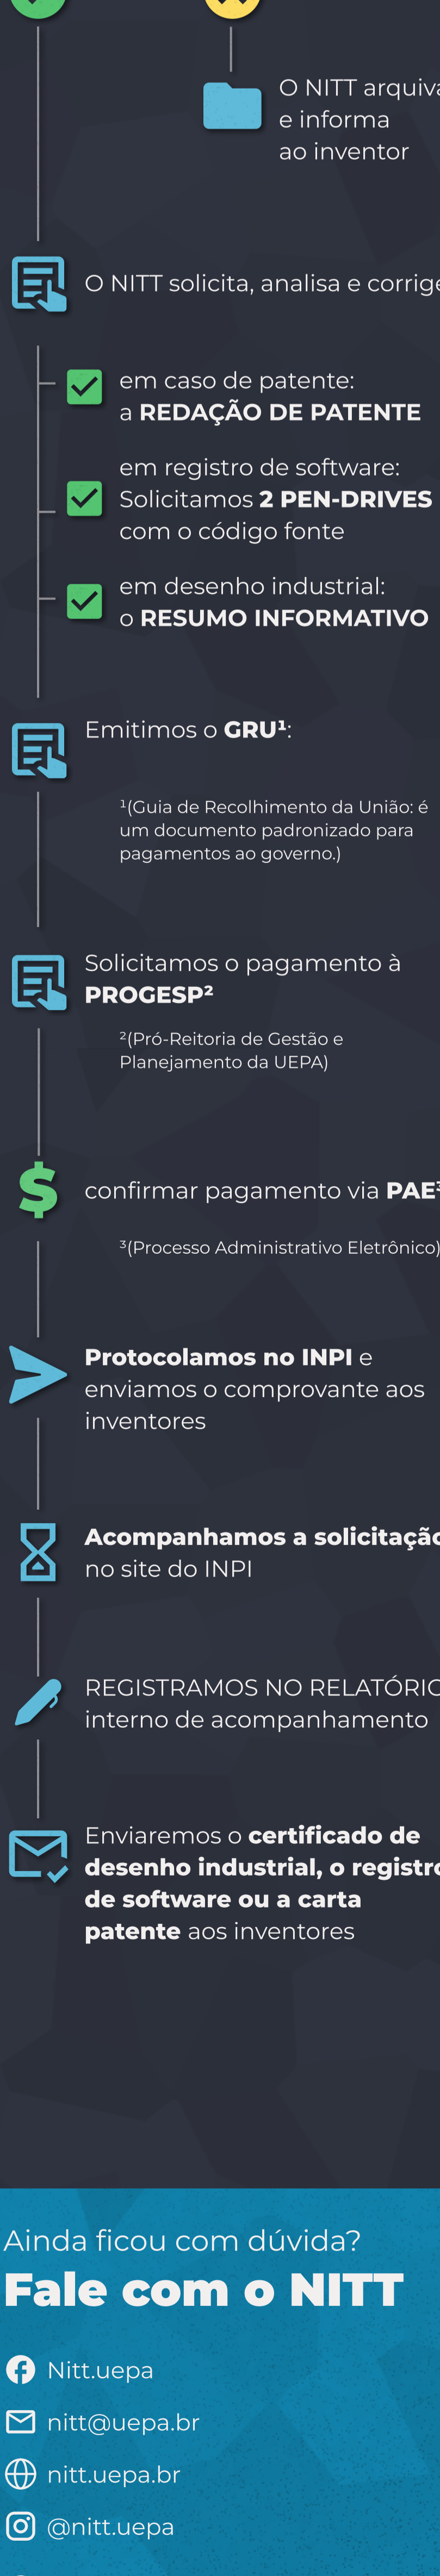 O NITT arquiva
e informa
ao inventor
O NITT solicita, analisa e corrige
em caso de patente:
a REDAÇÃO DE PATENTE
em registro de software:
Solicitamos 2 PEN-DRIVES
com o código fonte
em desenho industrial:
o RESUMO INFORMATIVO
Emitimos o GRU¹:
¹(Guia de Recolhimento da União: é
um documento padronizado para
pagamentos ao governo.)
Solicitamos o pagamento à
PROGESP²
²(Pró-Reitoria de Gestão e
Planejamento da UEPA)
confirmar pagamento via PAE³
³(Processo Administrativo Eletrônico)
Protocolamos no INPI e
enviamos o comprovante aos
inventores
Acompanhamos a solicitação
no site do INPI
REGISTRAMOS NO RELATÓRIO
interno de acompanhamento
Enviaremos o certificado de
desenho industrial, o registro
de software ou a carta
patente aos inventores
Ainda ficou com dúvida?
Fale com o NITT
Nitt.uepa
nitt@uepa.br
nitt.uepa.br
@nitt.uepa